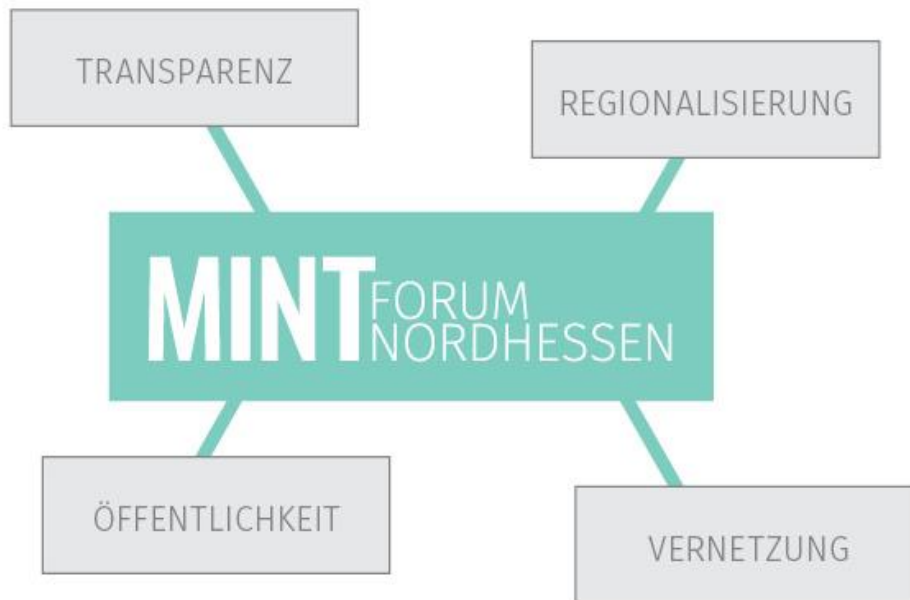 TRANSPARENZ
REGIONALISIERUNG
MINT FORUM
NORDHESSEN
ÖFFENTLICHKEIT
VERNETZUNG